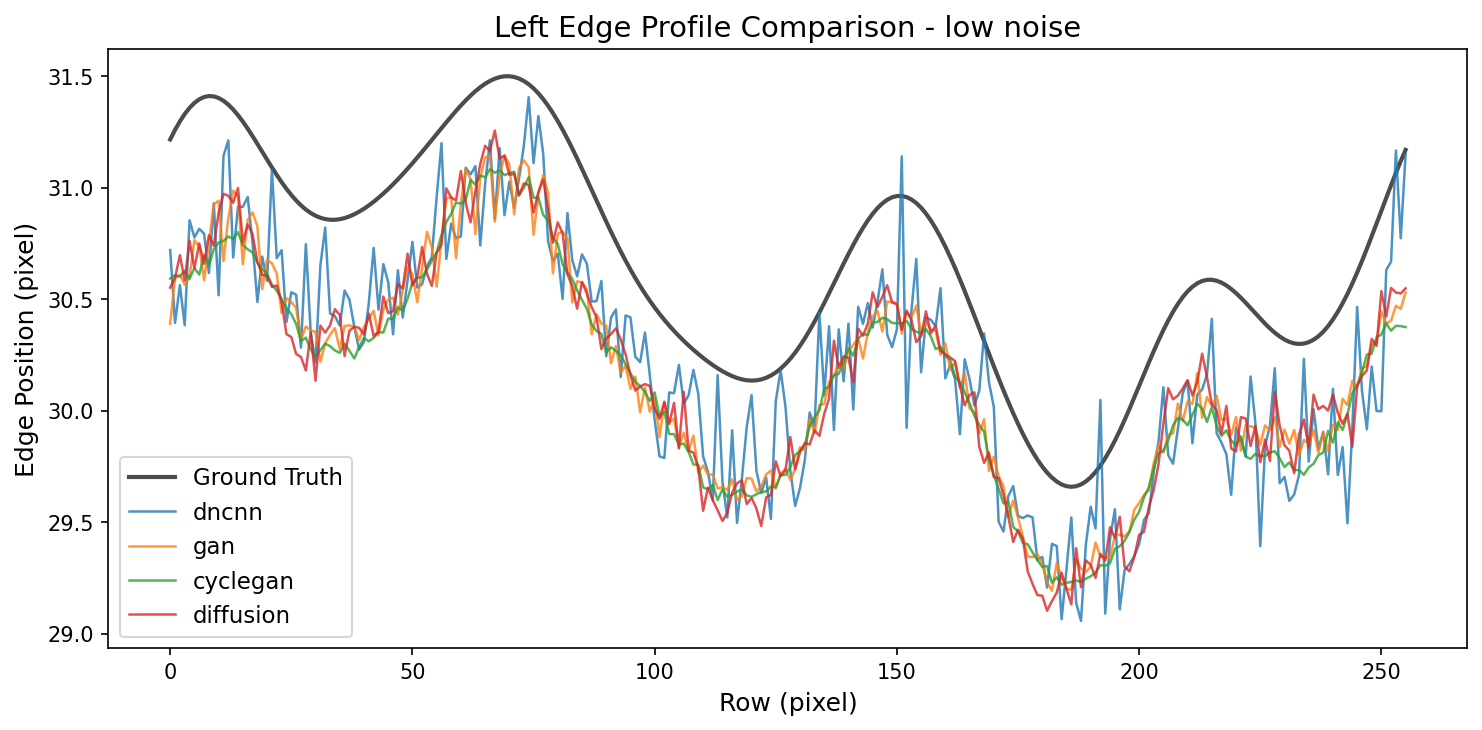 Left Edge Profile Comparison - low noise
Edge Position (pixel)
31.5
31.0
30.5
30.0
29.5
29.0
Ground Truth
dncnn
gan
cyclegan
diffusion
0 50 100 150 200 250
Row (pixel)